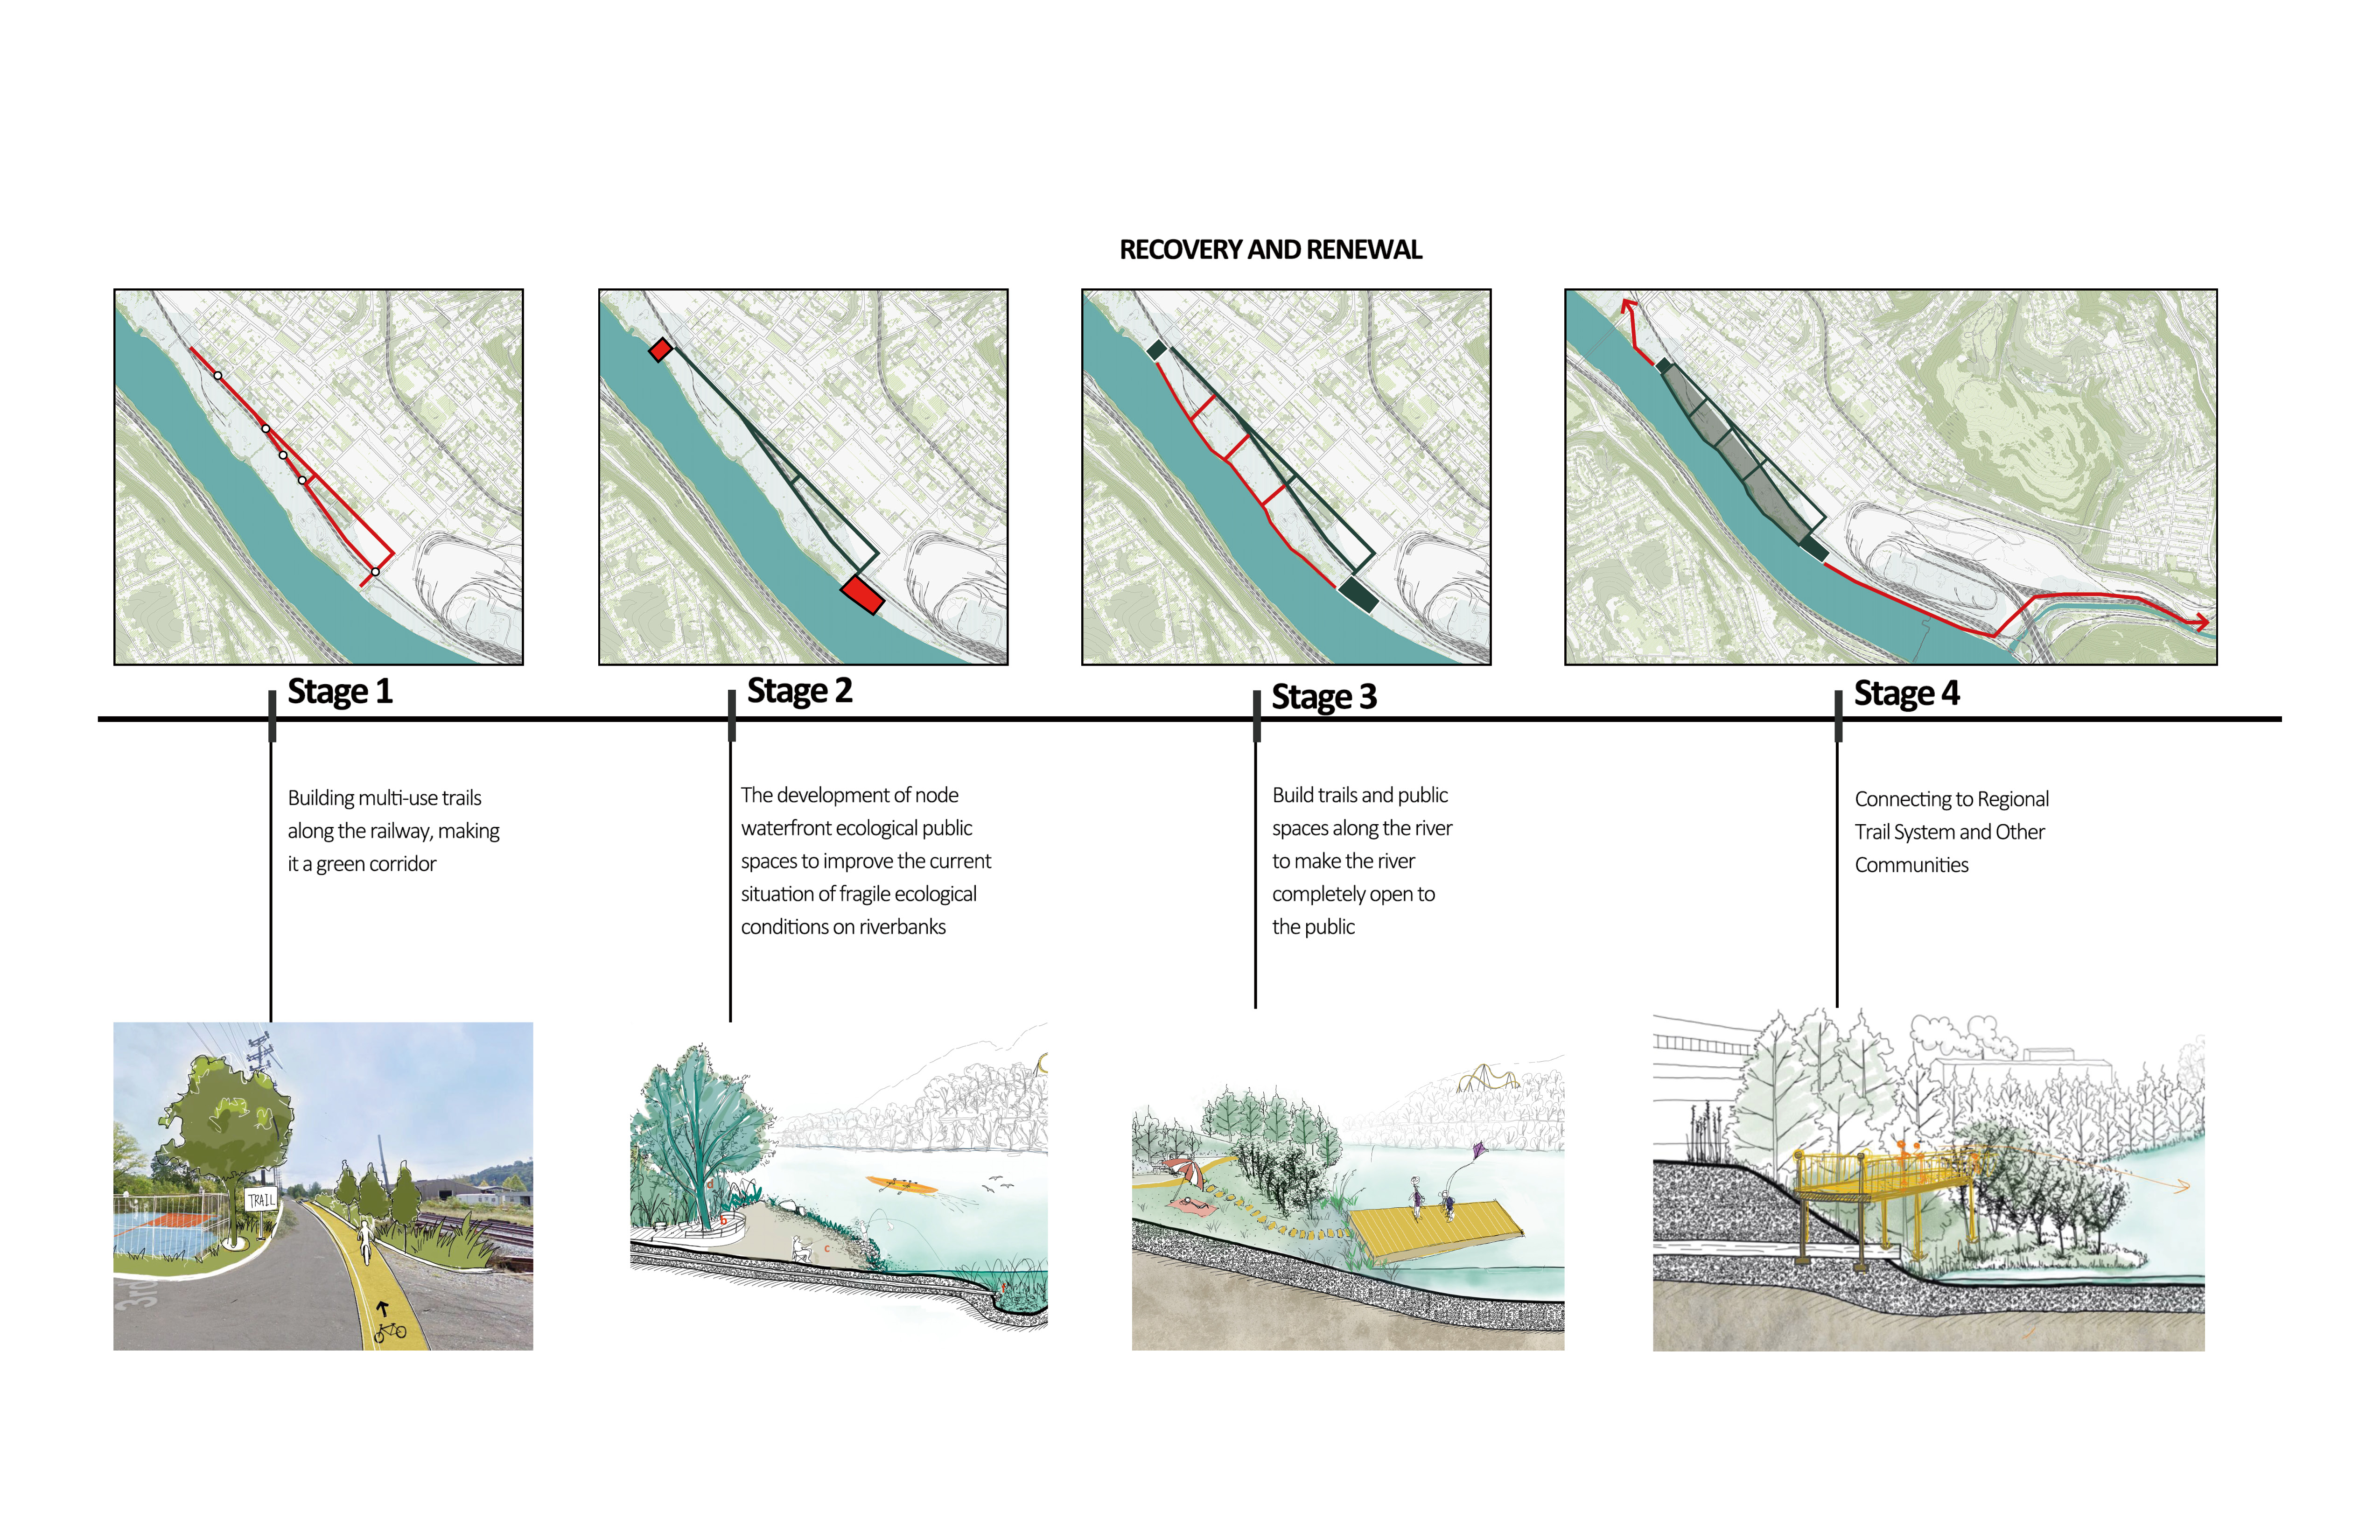 RECOVERY AND RENEWAL
Stage 1
Stage 2
Stage 3
Stage 4
Building multi-use trails
along the railway, making
it a green corridor
The development of node
waterfront ecological public
spaces to improve the current
situation of fragile ecological
conditions on riverbanks
Build trails and public
spaces along the river
to make the river
completely open to
the public
Connecting to Regional
Trail System and Other
Communities
TRAIL
3rd
d
b
c